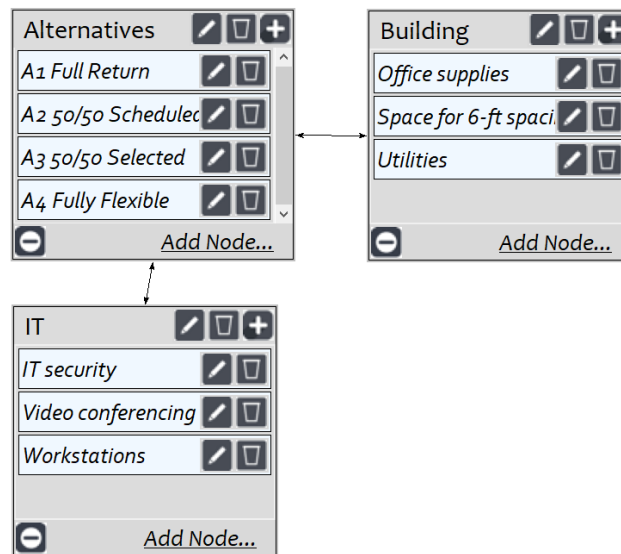 Alternatives
A1 Full Return
A2 50/50 Scheduled
A3 50/50 Selected
A4 Fully Flexible
Add Node...
Building
Office supplies
Space for 6-ft spaci
Utilities
Add Node...
IT
IT security
Video conferencing
Workstations
Add Node...